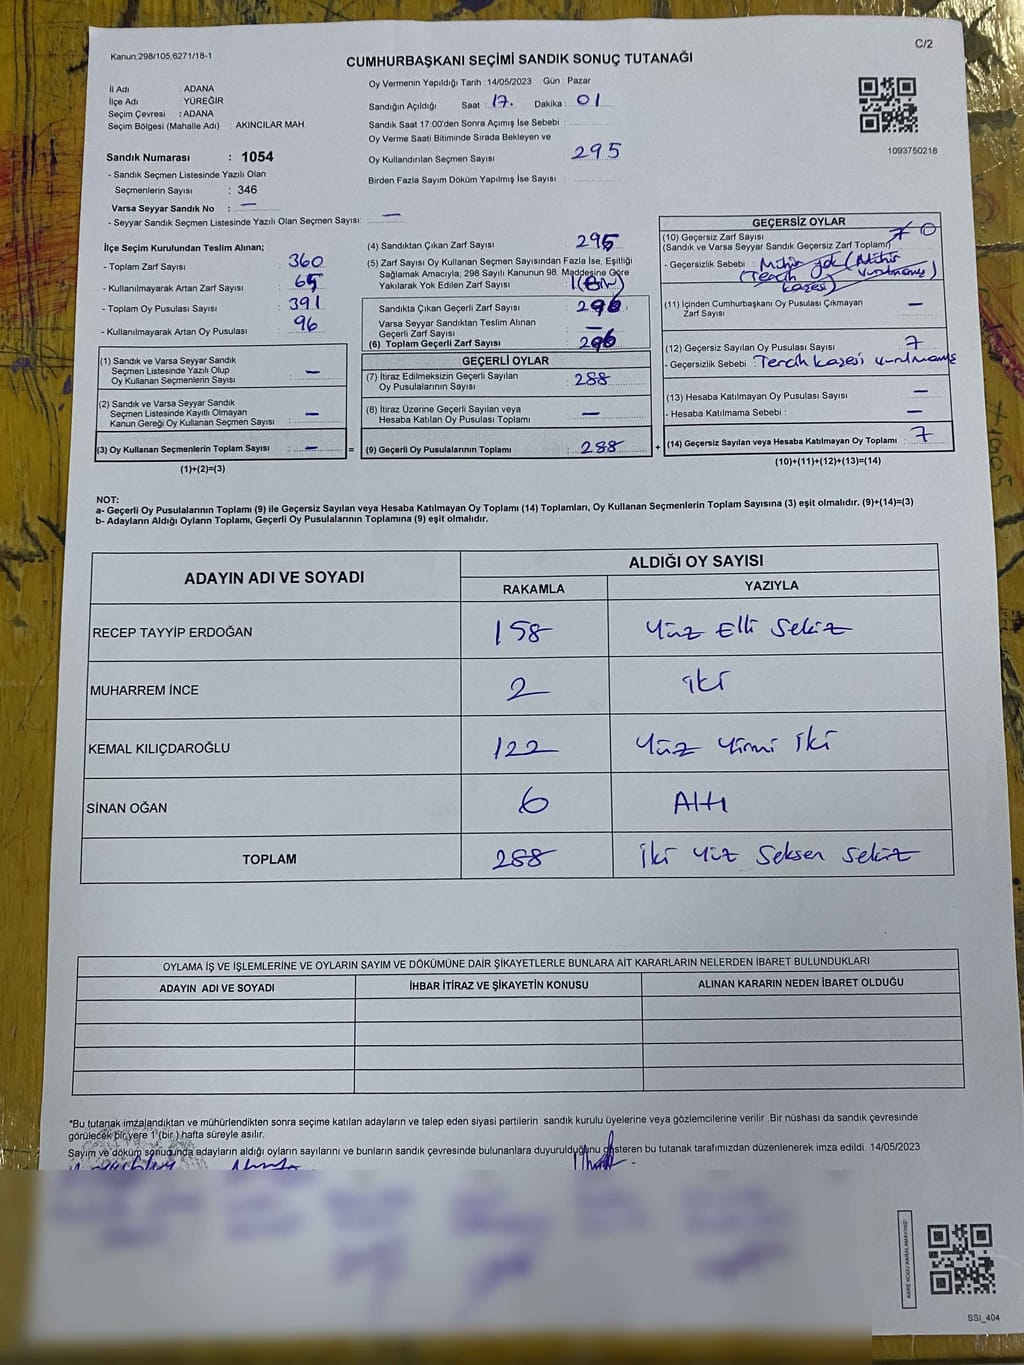 C/2
Kanun:298/105,6271/18-1
CUMHURBAŞKANI SEÇİMİ SANDIK SONUÇ TUTANAĞI
İl Adı : ADANA
İlçe Adı : YÜREĞİR
Seçim Çevresi : ADANA
Seçim Bölgesi (Mahalle Adı) : AKINCILAR MAH.
Sandık Numarası : 1054
- Sandık Seçmen Listesinde Yazılı Olan
Seçmenlerin Sayısı : 346
Varsa Seyyar Sandık No : —
- Seyyar Sandık Seçmen Listesinde Yazılı Olan Seçmen Sayısı: —
Oy Vermenin Yapıldığı Tarih : 14/05/2023 Gün : Pazar
Sandığın Açıldığı Saat : 17. Dakika : 01
Sandık Saat 17:00'den Sonra Açımış İse Sebebi :
Oy Verme Saati Bitiminde Sırada Bekleyen ve
Oy Kullandırılan Seçmen Sayısı : 295
Birden Fazla Sayım Döküm Yapılmış İse Sayısı :
1093750218
İlçe Seçim Kurulundan Teslim Alınan;
- Toplam Zarf Sayısı : 360
- Kullanılmayarak Artan Zarf Sayısı : 65
- Toplam Oy Pusulası Sayısı : 391
- Kullanılmayarak Artan Oy Pusulası : 96
(1) Sandık ve Varsa Seyyar Sandık
Seçmen Listesinde Yazılı Olup
Oy Kullanan Seçmenlerin Sayısı : —
(2) Sandık ve Varsa Seyyar Sandık
Seçmen Listesinde Kayıtlı Olmayan
Kanun Gereği Oy Kullanan Seçmen Sayısı : —
(3) Oy Kullanan Seçmenlerin Toplam Sayısı : —
(1)+(2)=(3)
(4) Sandıktan Çıkan Zarf Sayısı : 295
(5) Zarf Sayısı Oy Kullanan Seçmen Sayısından Fazla İse, Eşitliği
Sağlamak Amacıyla; 298 Sayılı Kanunun 98. Maddesine Göre
Yakılarak Yok Edilen Zarf Sayısı : 1(Bir)
Sandıkta Çıkan Geçerli Zarf Sayısı :
Varsa Seyyar Sandıktan Teslim Alınan
Geçerli Zarf Sayısı : —
(6) Toplam Geçerli Zarf Sayısı :
GEÇERLİ OYLAR
(7) İtiraz Edilmeksizin Geçerli Sayılan
Oy Pusulalarının Sayısı : 288
(8) İtiraz Üzerine Geçerli Sayılan veya
Hesaba Katılan Oy Pusulası Toplamı : —
= (9) Geçerli Oy Pusulalarının Toplamı : 288 +
GEÇERSİZ OYLAR
(10) Geçersiz Zarf Sayısı 0
(Sandık ve Varsa Seyyar Sandık Geçersiz Zarf Toplamı)
- Geçersizlik Sebebi : Mühür yok (Mühür
(Tercih vurulmamış)
kazesi)
(11) İçinden Cumhurbaşkanı Oy Pusulası Çıkmayan
Zarf Sayısı : —
(12) Geçersiz Sayılan Oy Pusulası Sayısı : 7
- Geçersizlik Sebebi : Tercih kazesi vurulmamış
(13) Hesaba Katılmayan Oy Pusulası Sayısı : —
- Hesaba Katılmama Sebebi : —
(14) Geçersiz Sayılan veya Hesaba Katılmayan Oy Toplamı : 7
(10)+(11)+(12)+(13)=(14)
NOT:
a- Geçerli Oy Pusulalarının Toplamı (9) ile Geçersiz Sayılan veya Hesaba Katılmayan Oy Toplamı (14) Toplamları, Oy Kullanan Seçmenlerin Toplam Sayısına (3) eşit olmalıdır. (9)+(14)=(3)
b- Adayların Aldığı Oyların Toplamı, Geçerli Oy Pusulalarının Toplamına (9) eşit olmalıdır.
ADAYIN ADI VE SOYADI ALDIĞI OY SAYISI
RAKAMLA YAZIYLA
RECEP TAYYİP ERDOĞAN 158 Yüz Elli Sekiz
MUHARREM İNCE 2 iki
KEMAL KILIÇDAROĞLU 122 Yüz Yirmi İki
SİNAN OĞAN 6 Altı
TOPLAM 288 İki Yüz Seksen Sekiz
OYLAMA İŞ VE İŞLEMLERİNE VE OYLARIN SAYIM VE DÖKÜMÜNE DAİR ŞİKAYETLERLE BUNLARA AİT KARARLARIN NELERDEN İBARET BULUNDUKLARI
ADAYIN ADI VE SOYADI İHBAR İTİRAZ VE ŞİKAYETİN KONUSU ALINAN KARARIN NEDEN İBARET OLDUĞU
*Bu tutanak imzalandıktan ve mühürlendikten sonra seçime katılan adayların ve talep eden siyasi partilerin sandık kurulu üyelerine veya gözlemcilerine verilir .Bir nüshası da sandık çevresinde
görülecek bir yere 1 (bir ) hafta süreyle asılır.
Sayım ve döküm sonuğunda adayların aldığı oyların sayılarını ve bunların sandık çevresinde bulunanlara duyurulduğunu gösteren bu tutanak tarafımızdan düzenlenerek imza edildi. 14/05/2023
KARE KODU KARALAMAYINIZ!
SSI_404